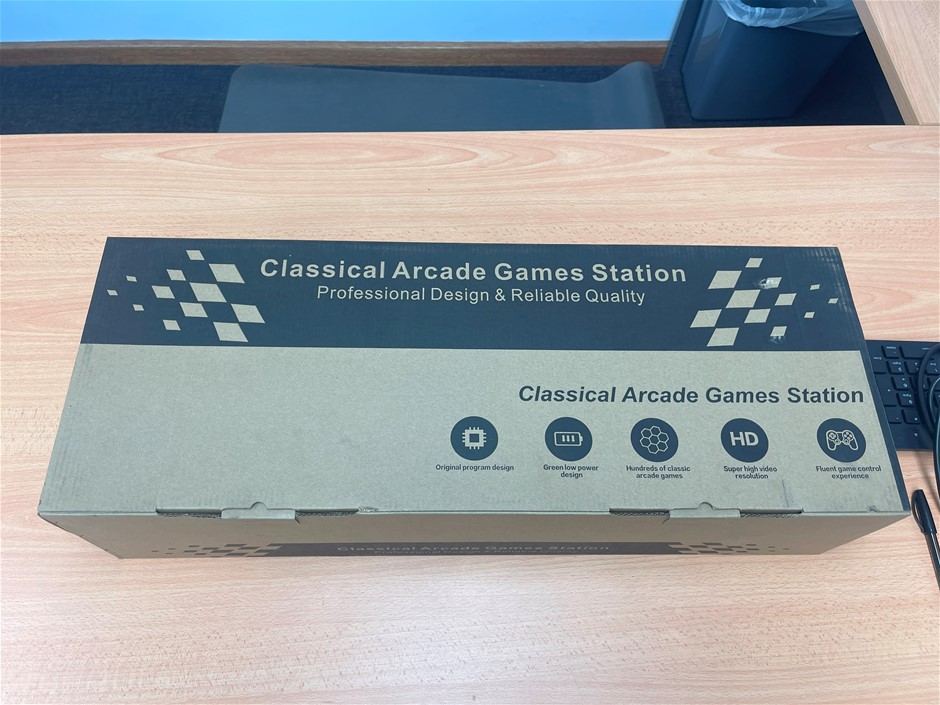 Classical Arcade Games Station
Professional Design & Reliable Quality
Classical Arcade Games Station
HD
Original program design
Green low power
design
Hundreds of classic
arcade games
Super high video
resolution
Fluent game control
experience
Classical Arcade Games Station